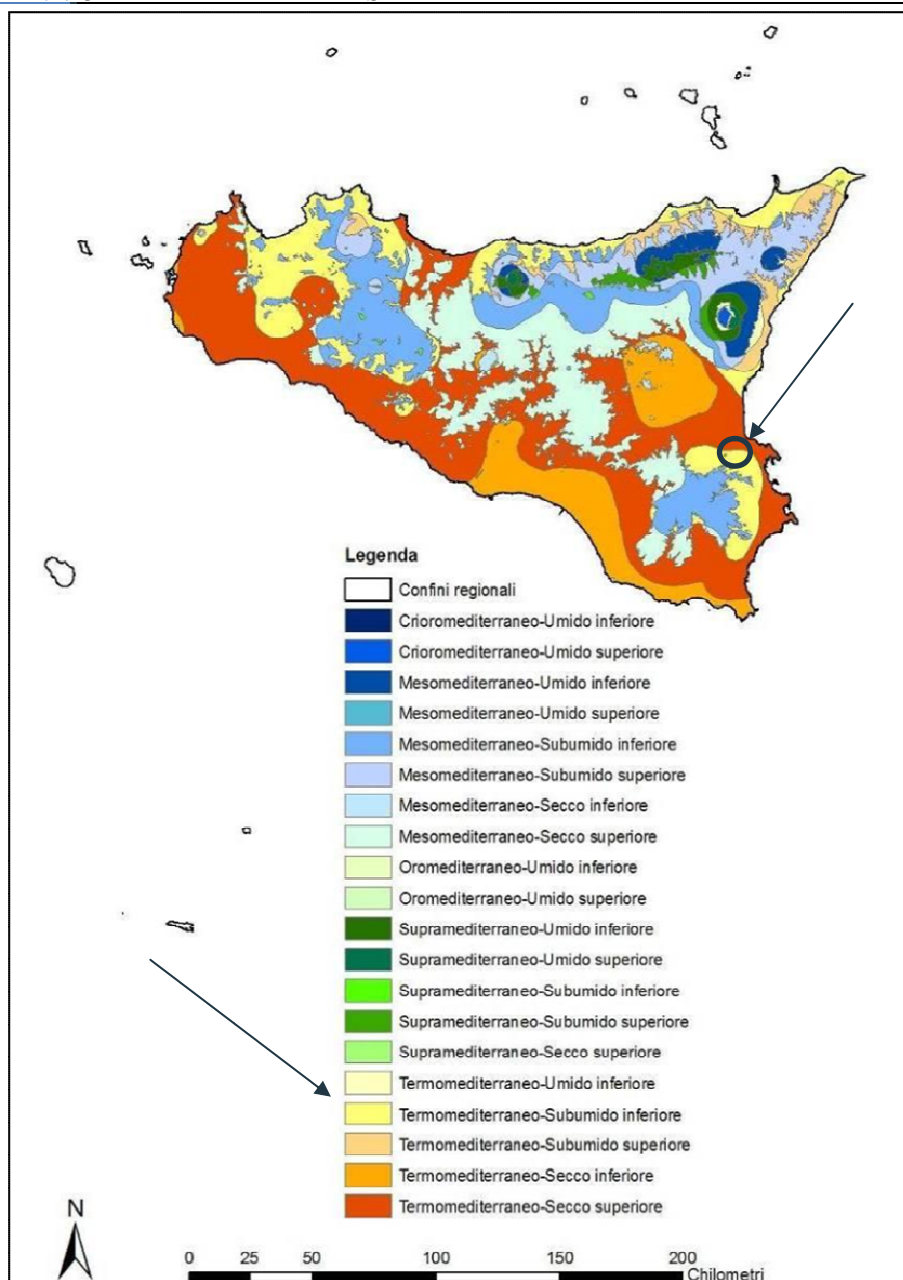 Legenda
Confini regionali
Crioromediterraneo-Umido inferiore
Crioromediterraneo-Umido superiore
Mesomediterraneo-Umido inferiore
Mesomediterraneo-Umido superiore
Mesomediterraneo-Subumido inferiore
Mesomediterraneo-Subumido superiore
Mesomediterraneo-Secco inferiore
Mesomediterraneo-Secco superiore
Oromediterraneo-Umido inferiore
Oromediterraneo-Umido superiore
Supramediterraneo-Umido inferiore
Supramediterraneo-Umido superiore
Supramediterraneo-Subumido inferiore
Supramediterraneo-Subumido superiore
Supramediterraneo-Secco superiore
Termomediterraneo-Umido inferiore
Termomediterraneo-Subumido inferiore
Termomediterraneo-Subumido superiore
Termomediterraneo-Secco inferiore
Termomediterraneo-Secco superiore
N
0 25 50 100 150 200
Chilometri